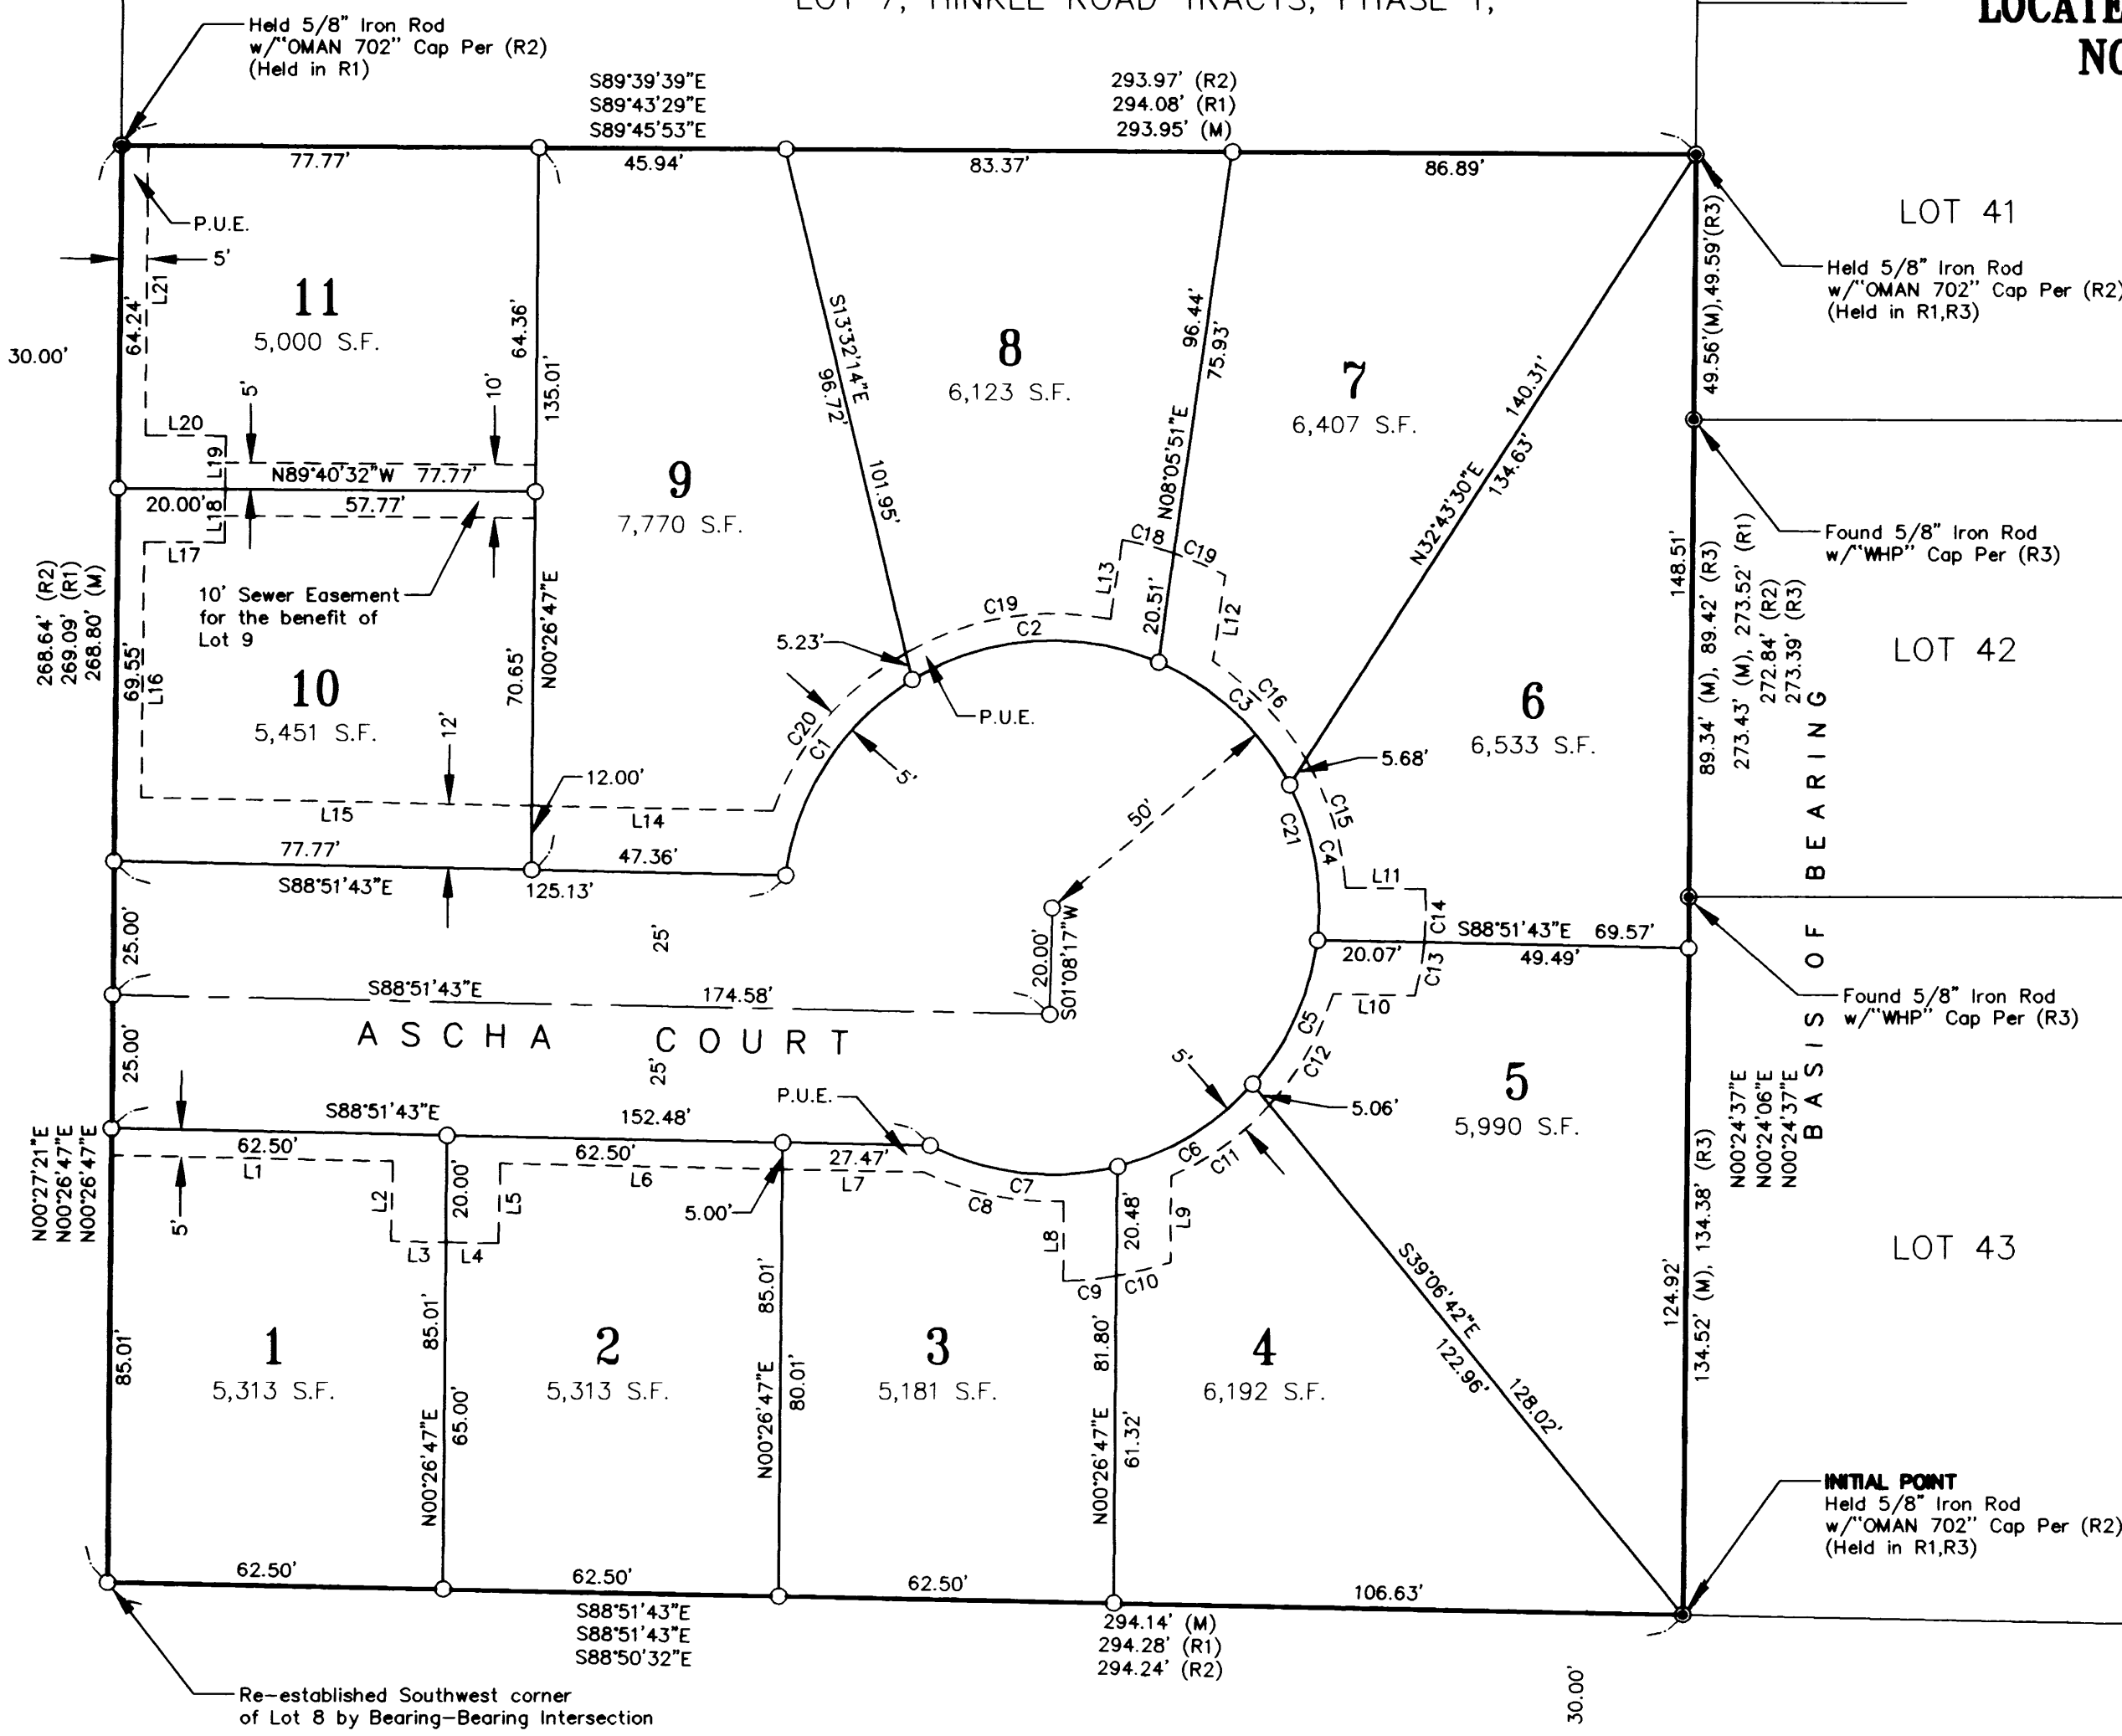 LOT 7, HINKLE ROAD TRACTS, PHASE 1,
Held 5/8" Iron Rod
w/"OMAN 702" Cap Per (R2)
(Held in R1)
S89°39'39"E
S89°43'29"E
S89°45'53"E
293.97' (R2)
294.08' (R1)
293.95' (M)
77.77'
45.94'
83.37'
86.89'
P.U.E.
5'
L21
64.24'
30.00'
11
5,000 S.F.
64.36'
135.01'
5'
10'
L20
L19
N89°40'32"W 77.77'
20.00'
57.77'
L18
L17
10' Sewer Easement
for the benefit of
Lot 9
268.64' (R2)
269.09' (R1)
268.80' (M)
69.55'
L16
10
5,451 S.F.
70.65'
N00°26'47"E
12'
12.00'
L15
L14
77.77'
S88°51'43"E
47.36'
125.13'
9
7,770 S.F.
S13°32'14"E
96.72'
101.95'
8
6,123 S.F.
96.44'
75.93'
N08°05'51"E
20.51'
7
6,407 S.F.
140.31'
N32°43'30"E
134.63'
C18
C19
L13
L12
C19
C2
5.23'
P.U.E.
C20
C1
5'
C3
C16
50'
5.68'
C15
C21
C4
L11
C14
6
6,533 S.F.
S88°51'43"E 69.57'
20.07'
49.49'
C13
L10
C5
C12
5'
5.06'
C6
C11
20.00'
S01°08'17"W
25.00'
25'
S88°51'43"E
174.58'
ASCHA COURT
25.00'
25'
S88°51'43"E
152.48'
P.U.E.
62.50'
L1
5'
L2
20.00'
L5
L3
L4
62.50'
L6
27.47'
L7
5.00'
C7
C8
L8
20.48'
L9
C9
C10
N00°27'21"E
N00°26'47"E
N00°26'47"E
85.01'
1
5,313 S.F.
85.01'
N00°26'47"E
65.00'
2
5,313 S.F.
85.01'
N00°26'47"E
80.01'
3
5,181 S.F.
81.80'
N00°26'47"E
61.32'
4
6,192 S.F.
S39°06'42"E
122.96'
128.02'
5
5,990 S.F.
62.50'
62.50'
62.50'
106.63'
S88°51'43"E
S88°51'43"E
S88°50'32"E
294.14' (M)
294.28' (R1)
294.24' (R2)
Re-established Southwest corner
of Lot 8 by Bearing-Bearing Intersection
30.00'
LOT 41
49.56'(M),49.59'(R3)
Held 5/8" Iron Rod
w/"OMAN 702" Cap Per (R2)
(Held in R1,R3)
Found 5/8" Iron Rod
w/"WHP" Cap Per (R3)
148.51'
89.34' (M), 89.42' (R3)
273.43' (M), 273.52' (R1)
272.84' (R2)
273.39' (R3)
LOT 42
BASIS OF BEARING
Found 5/8" Iron Rod
w/"WHP" Cap Per (R3)
N00°24'37"E
N00°24'06"E
N00°24'37"E
124.92'
134.52' (M), 134.38' (R3)
LOT 43
INITIAL POINT
Held 5/8" Iron Rod
w/"OMAN 702" Cap Per (R2)
(Held in R1,R3)